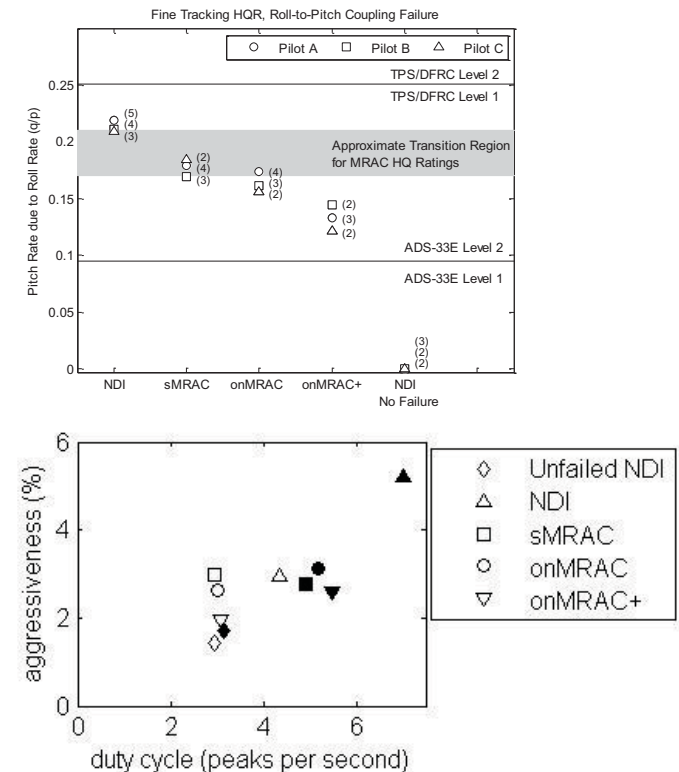 Fine Tracking HQR, Roll-to-Pitch Coupling Failure
Pilot A Pilot B Pilot C
TPS/DFRC Level 2
TPS/DFRC Level 1
Approximate Transition Region
for MRAC HQ Ratings
ADS-33E Level 2
ADS-33E Level 1
Pitch Rate due to Roll Rate (q/p)
0.25
0.2
0.15
0.1
0.05
0
(5)
(4)
(3)
(2)
(4)
(3)
(4)
(3)
(2)
(2)
(3)
(2)
(3)
(2)
(2)
NDI sMRAC onMRAC onMRAC+ NDI
No Failure
aggressiveness (%)
6
4
2
0
0 2 4 6
duty cycle (peaks per second)
Unfailed NDI
NDI
sMRAC
onMRAC
onMRAC+